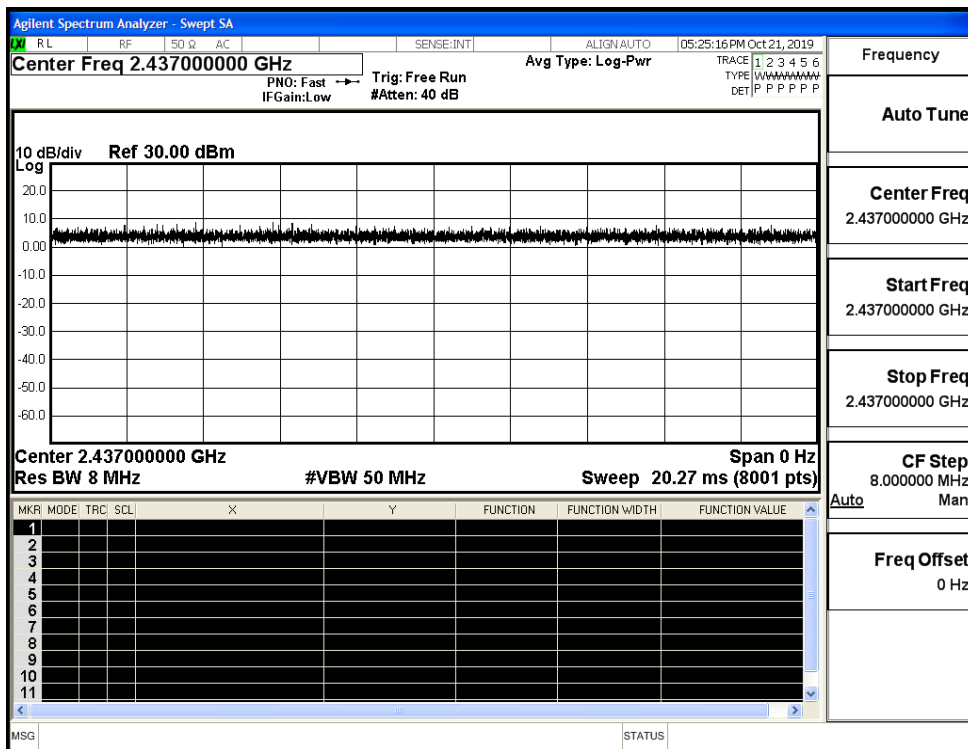 Agilent Spectrum Analyzer - Swept SA
LXI RL RF 50 Ω AC SENSE:INT ALIGNAUTO 05:25:16 PM Oct 21, 2019
Center Freq 2.437000000 GHz
PNO: Fast
IFGain:Low
Trig: Free Run
#Atten: 40 dB
Avg Type: Log-Pwr
TRACE 1 2 3 4 5 6
TYPE WWWWWW
DET P P P P P P
10 dB/div Ref 30.00 dBm
Log
20.0
10.0
0.00
-10.0
-20.0
-30.0
-40.0
-50.0
-60.0
Center 2.437000000 GHz Span 0 Hz
Res BW 8 MHz #VBW 50 MHz Sweep 20.27 ms (8001 pts)
MKR MODE TRC SCL X Y FUNCTION FUNCTION WIDTH FUNCTION VALUE
1
2
3
4
5
6
7
8
9
10
11
MSG STATUS
Frequency
Auto Tune
Center Freq
2.437000000 GHz
Start Freq
2.437000000 GHz
Stop Freq
2.437000000 GHz
CF Step
8.000000 MHz
Auto Man
Freq Offset
0 Hz